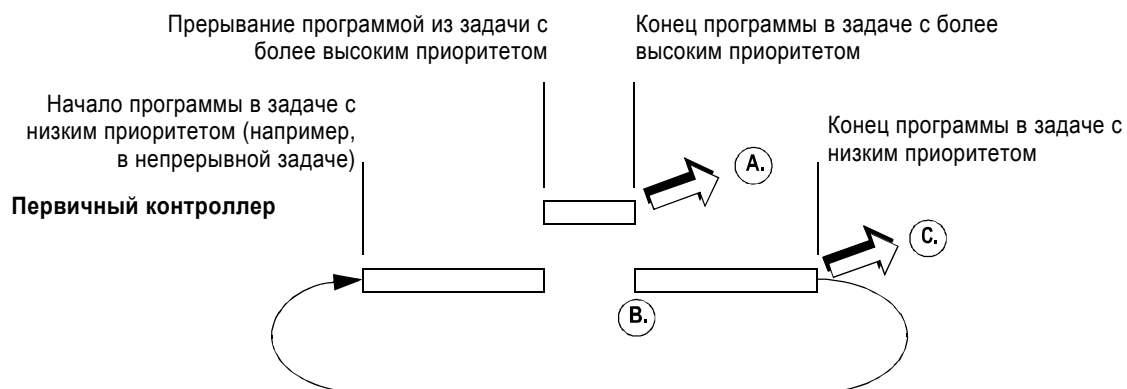 Прерывание программой из задачи с
более высоким приоритетом
Конец программы в задаче с более
высоким приоритетом
Начало программы в задаче с
низким приоритетом (например,
в непрерывной задаче)
Конец программы в задаче с
низким приоритетом
A.
Первичный контроллер
C.
B.